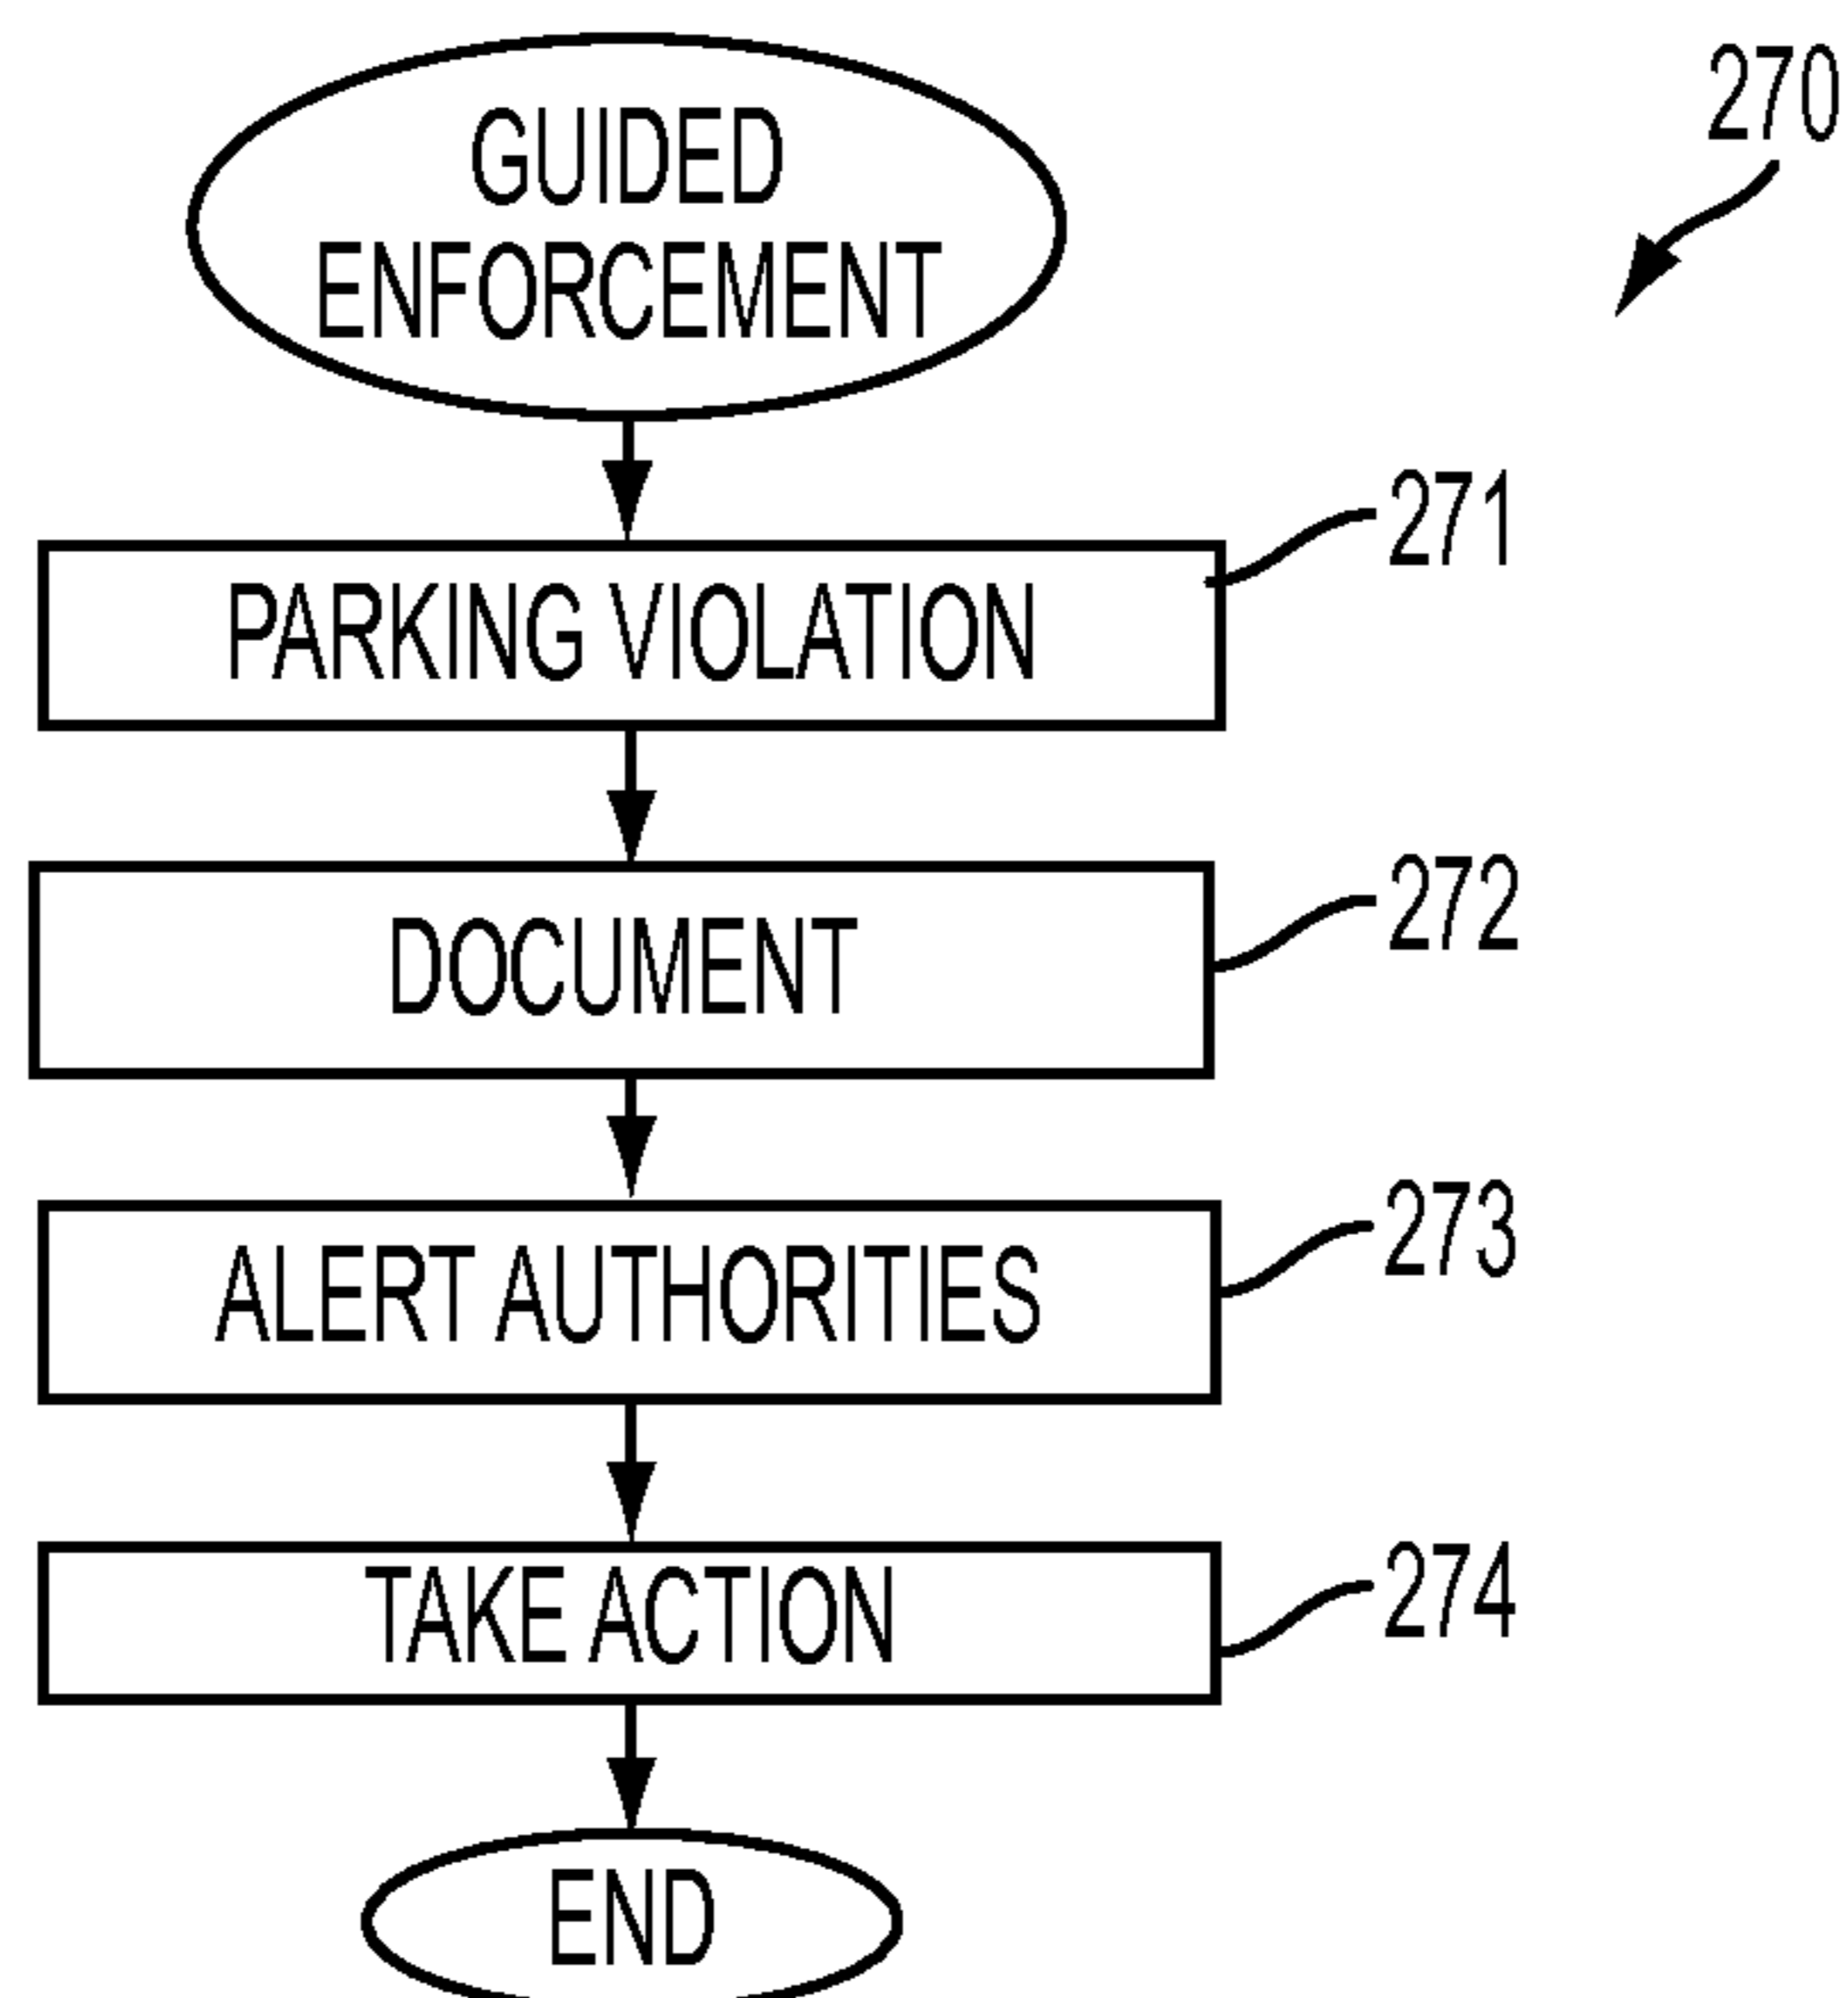 270
GUIDED
ENFORCEMENT
271
PARKING VIOLATION
272
DOCUMENT
273
ALERT AUTHORITIES
274
TAKE ACTION
END